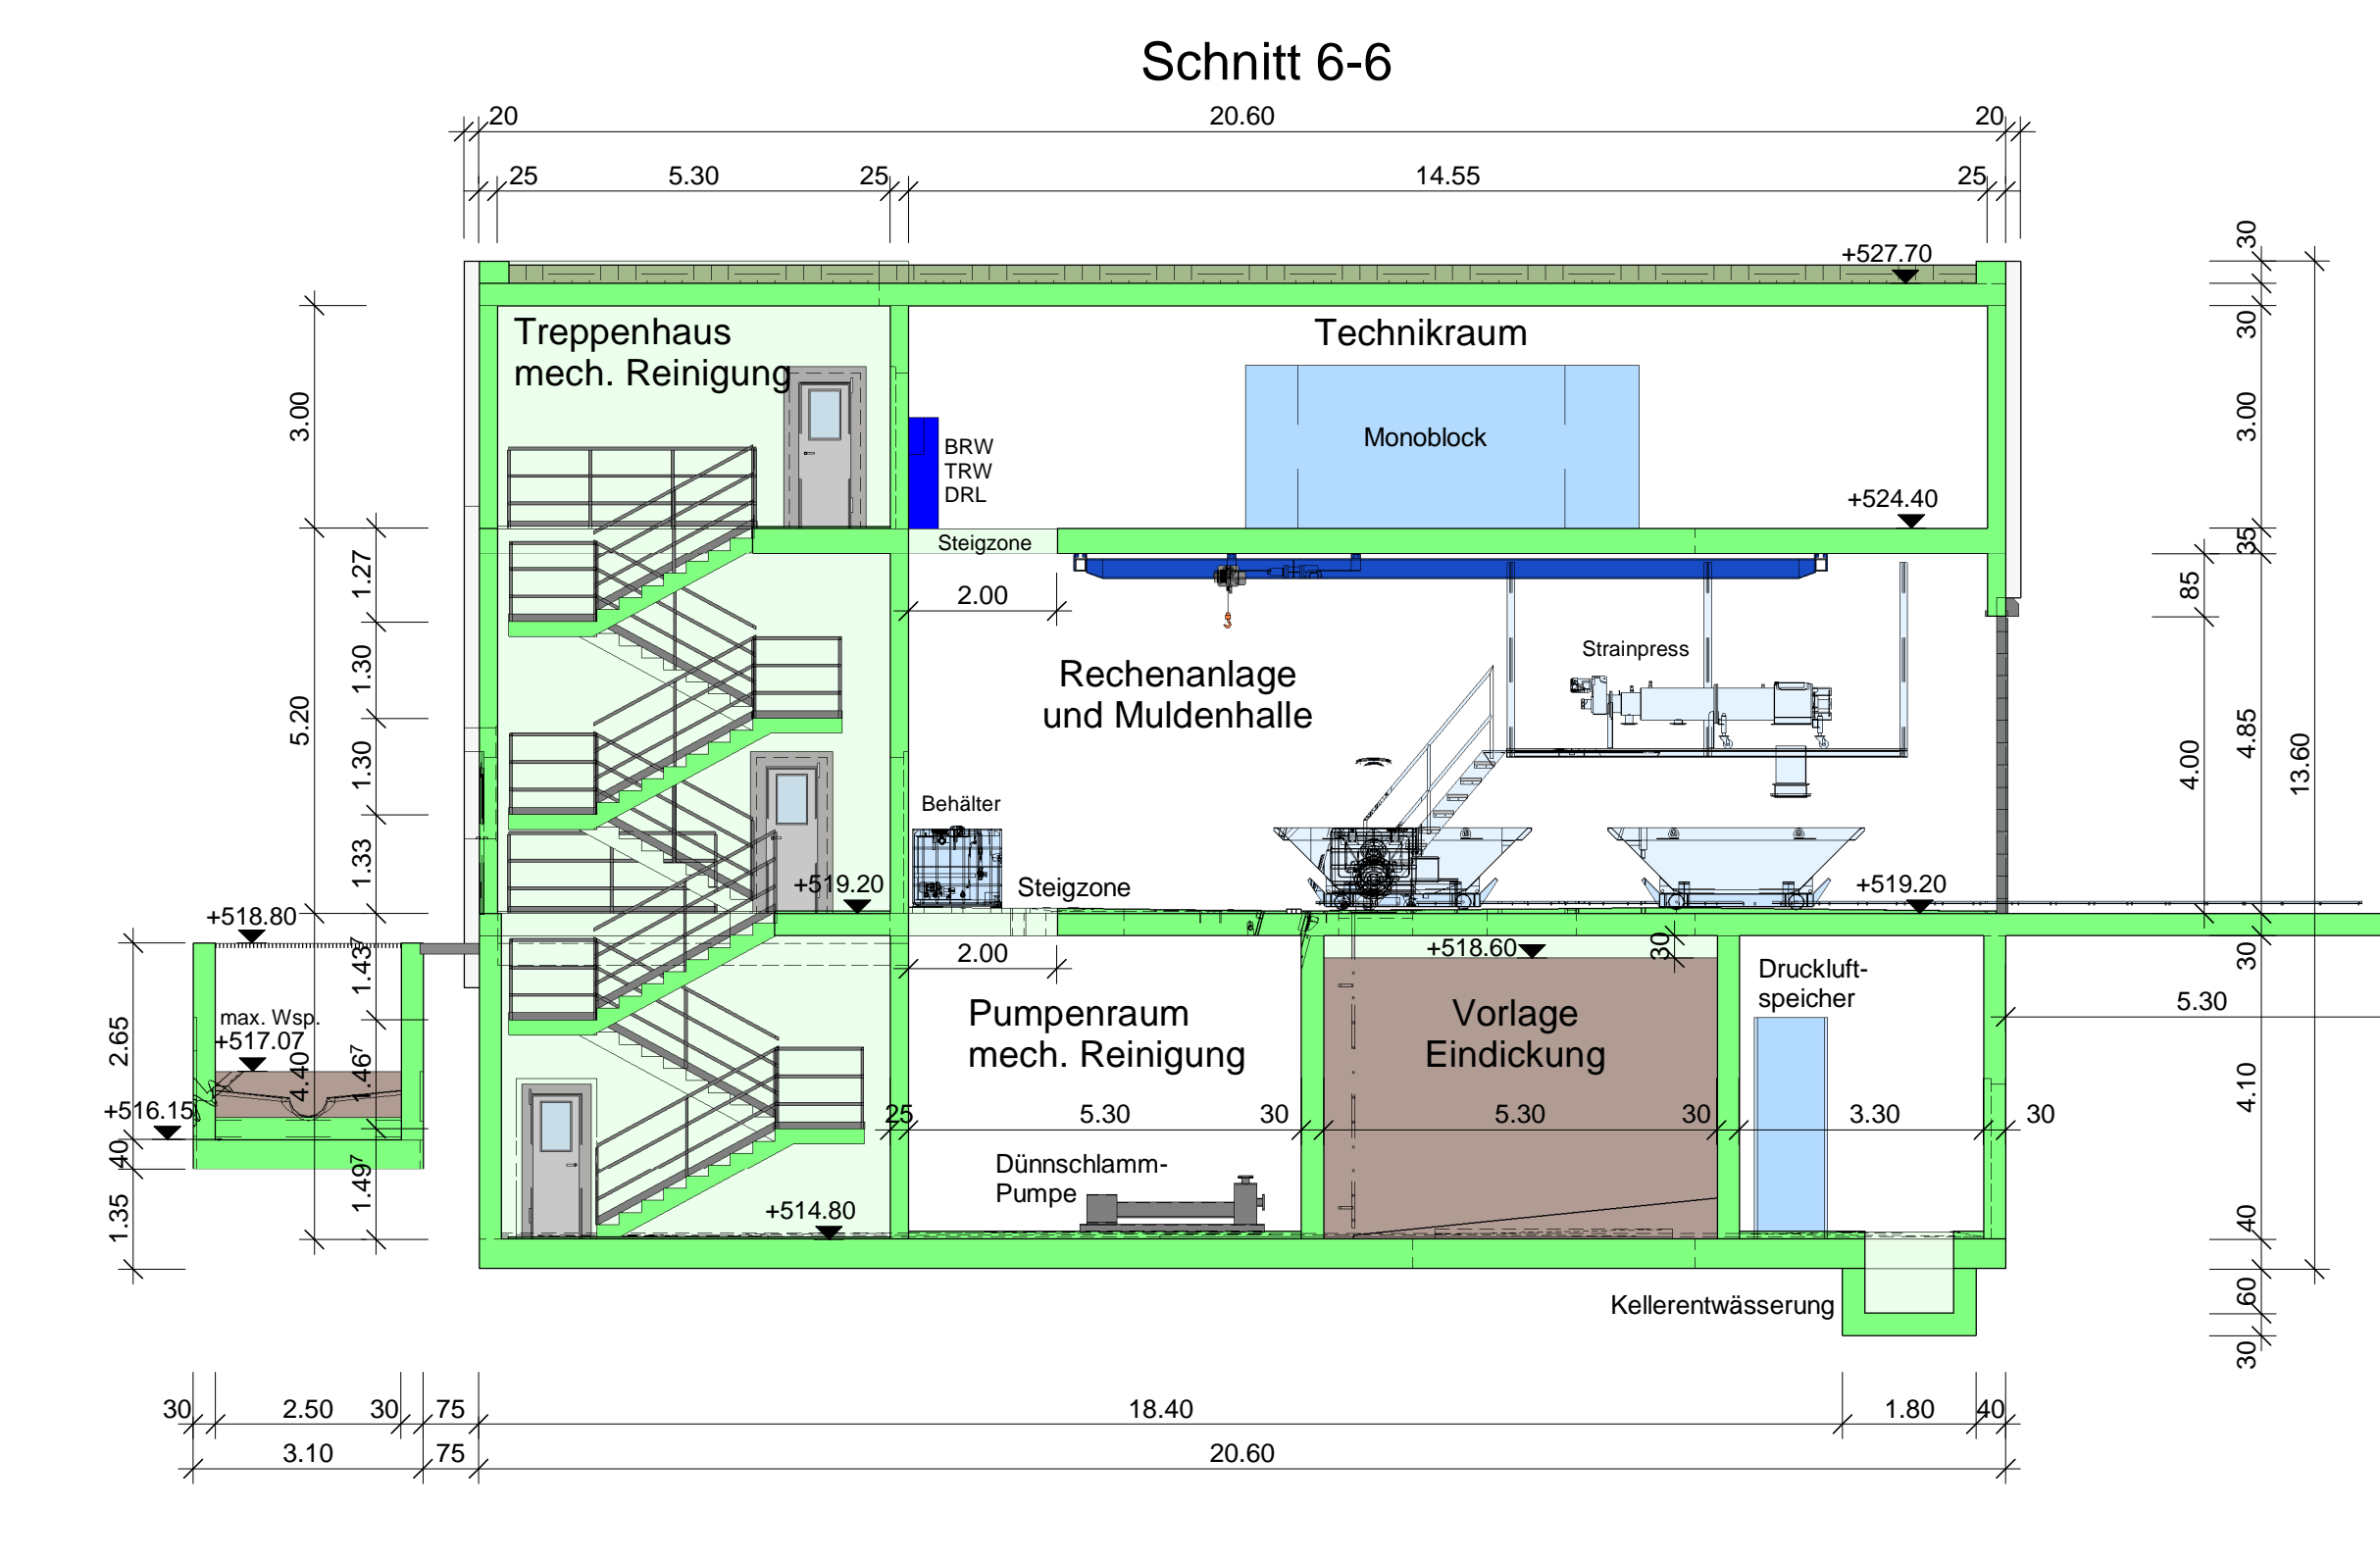 Schnitt 6-6
20
20.60
20
25
5.30
25
14.55
25
+527.70
30
30
3.00
35
85
4.85
4.00
13.60
30
4.10
40
60
30
Treppenhaus
mech. Reinigung
Technikraum
Monoblock
BRW
TRW
DRL
+524.40
Steigzone
2.00
3.00
5.20
4.40
1.27
1.30
1.30
1.33
1.43⁷
1.46⁷
1.49⁷
Strainpress
Rechenanlage
und Muldenhalle
Behälter
+519.20
Steigzone
+519.20
+518.80
2.00
+518.60
30
Druckluft-
speicher
5.30
Pumpenraum
mech. Reinigung
Vorlage
Eindickung
max. Wsp.
+517.07
2.65
+516.15
40
1.35
25
5.30
30
5.30
30
3.30
30
Dünnschlamm-
Pumpe
+514.80
Kellerentwässerung
30
2.50
30
75
18.40
1.80
40
3.10
75
20.60